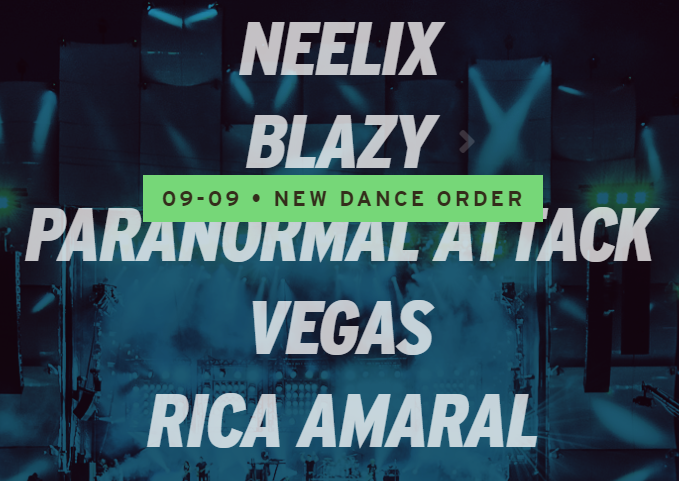 NEELIX
BLAZY
09-09 • NEW DANCE ORDER
PARANORMAL ATTACK
VEGAS
RICA AMARAL